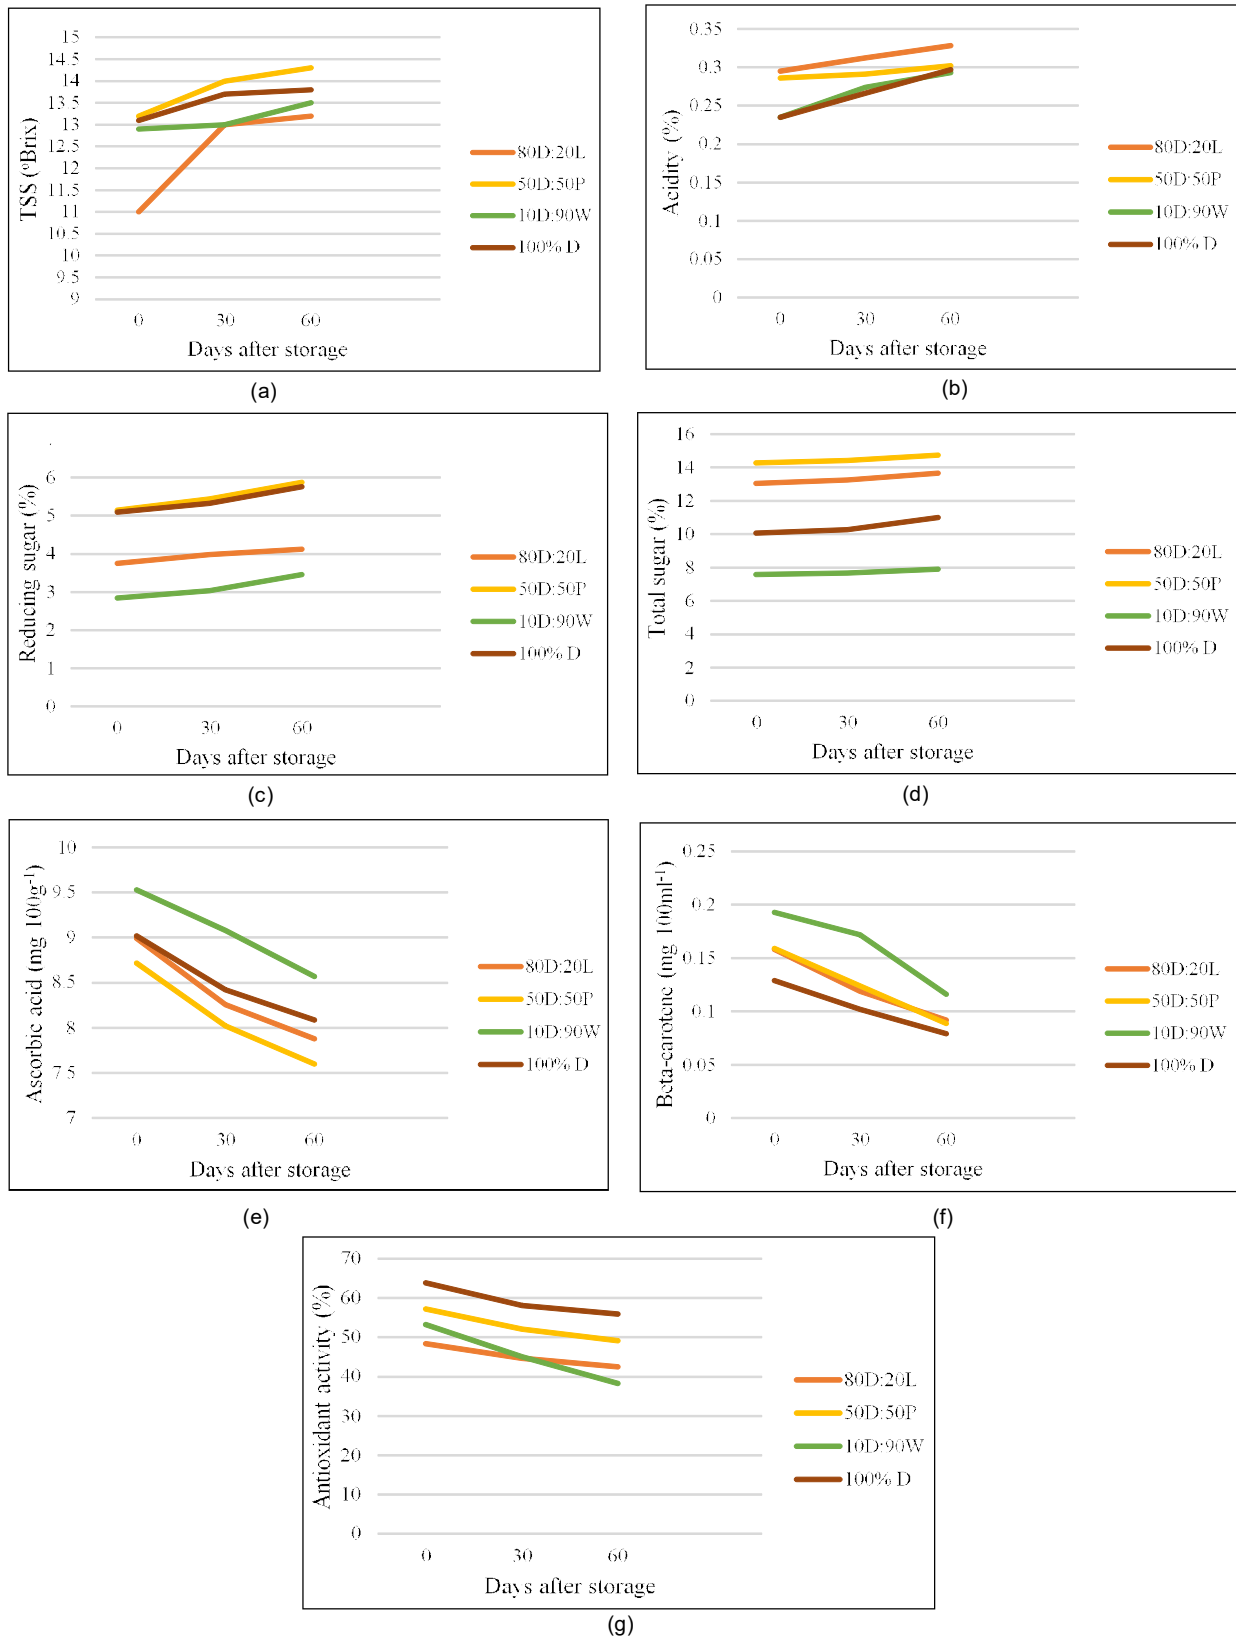 15
14.5
14
13.5
13
12.5
12
11.5
11
10.5
10
9.5
9
TSS (°Brix)
0 30 60
Days after storage
80D:20L
50D:50P
10D:90W
100% D
(a)
0.35
0.3
0.25
0.2
0.15
0.1
0.05
0
Acidity (%)
0 30 60
Days after storage
80D:20L
50D:50P
10D:90W
100% D
(b)
6
5
4
3
2
1
0
Reducing sugar (%)
0 30 60
Days after storage
80D:20L
50D:50P
10D:90W
100% D
(c)
16
14
12
10
8
6
4
2
0
Total sugar (%)
0 30 60
Days after storage
80D:20L
50D:50P
10D:90W
100% D
(d)
10
9.5
9
8.5
8
7.5
7
Ascorbic acid (mg 100g⁻¹)
0 30 60
Days after storage
80D:20L
50D:50P
10D:90W
100% D
(e)
0.25
0.2
0.15
0.1
0.05
0
Beta-carotene (mg 100ml⁻¹)
0 30 60
Days after storage
80D:20L
50D:50P
10D:90W
100% D
(f)
70
60
50
40
30
20
10
0
Antioxidant activity (%)
0 30 60
Days after storage
80D:20L
50D:50P
10D:90W
100% D
(g)